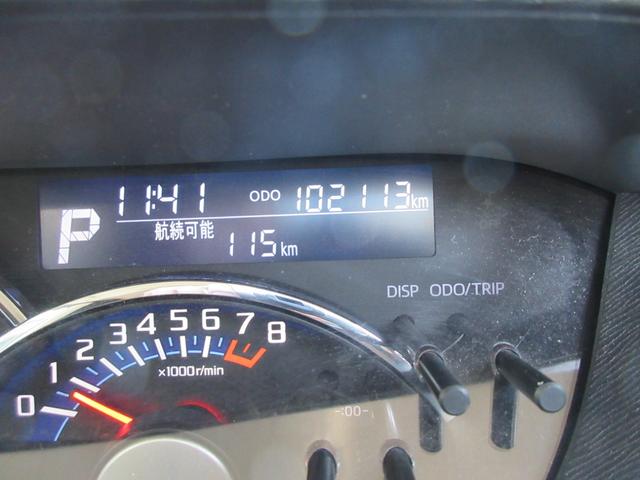 11:41 ODO 102113km
P
航続可能
115km
DISP ODO/TRIP
0 1 2 3 4 5 6 7 8
×1000r/min
-:00-